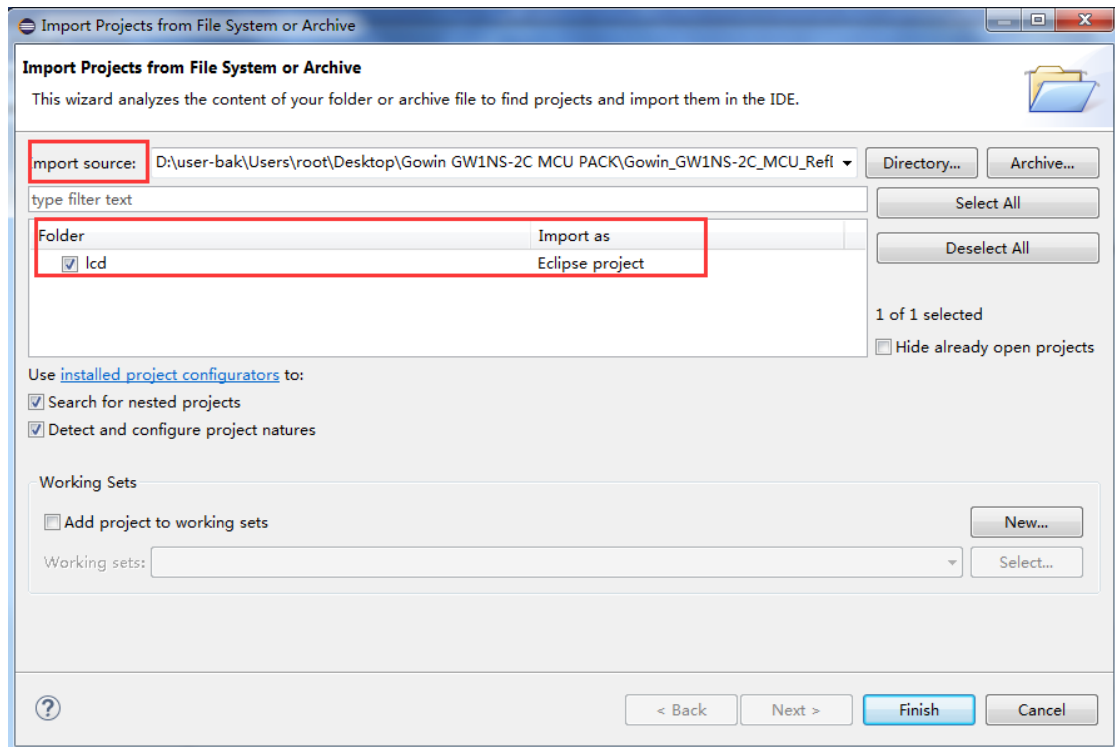 Import Projects from File System or Archive
Import Projects from File System or Archive
This wizard analyzes the content of your folder or archive file to find projects and import them in the IDE.
Import source: D:\user-bak\Users\root\Desktop\Gowin GW1NS-2C MCU PACK\Gowin_GW1NS-2C_MCU_Refl Directory... Archive...
type filter text Select All
Folder Import as
Deselect All
lcd Eclipse project
1 of 1 selected
Hide already open projects
Use installed project configurators to:
Search for nested projects
Detect and configure project natures
Working Sets
Add project to working sets New...
Working sets: Select...
? < Back Next > Finish Cancel